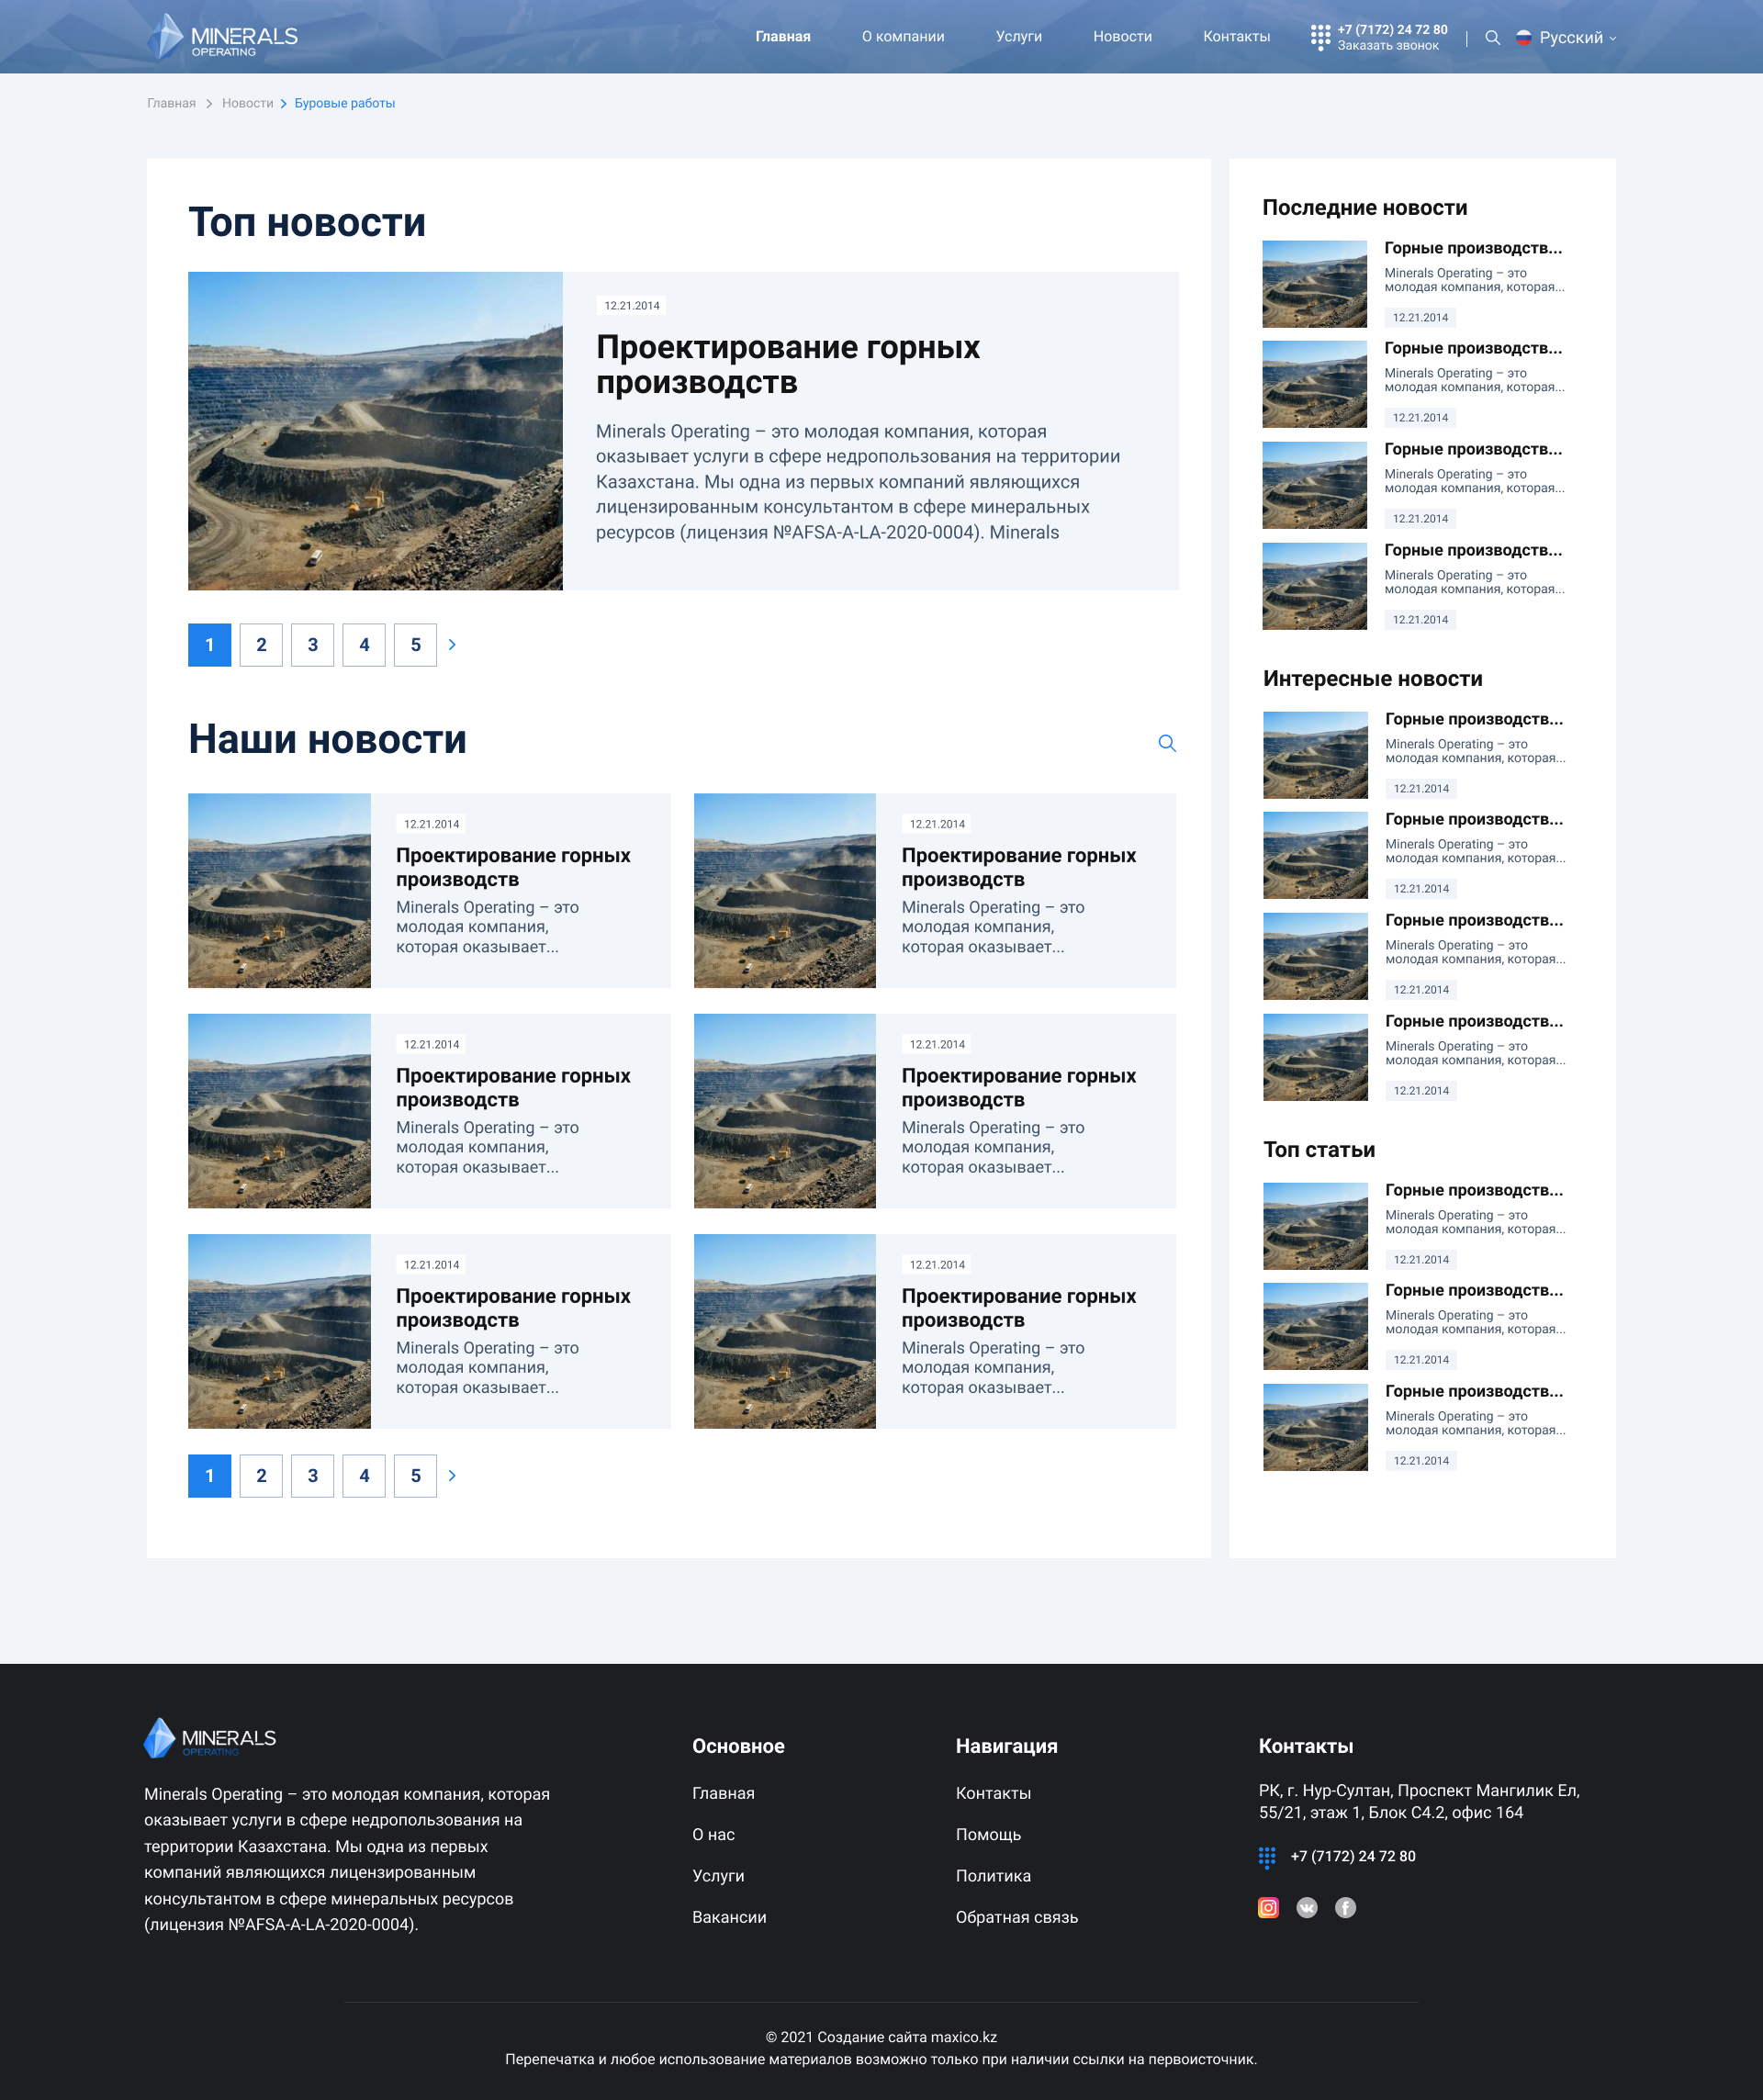 MINERALS
OPERATING
Главная
О компании
Услуги
Новости
Контакты
+7 (7172) 24 72 80
Заказать звонок
Русский
Главная
Новости
Буровые работы
Топ новости
12.21.2014
Проектирование горных
производств
Minerals Operating – это молодая компания, которая
оказывает услуги в сфере недропользования на территории
Казахстана. Мы одна из первых компаний являющихся
лицензированным консультантом в сфере минеральных
ресурсов (лицензия №AFSA-A-LA-2020-0004). Minerals
1
2
3
4
5
Наши новости
12.21.2014
Проектирование горных
производств
Minerals Operating – это
молодая компания,
которая оказывает...
12.21.2014
Проектирование горных
производств
Minerals Operating – это
молодая компания,
которая оказывает...
12.21.2014
Проектирование горных
производств
Minerals Operating – это
молодая компания,
которая оказывает...
12.21.2014
Проектирование горных
производств
Minerals Operating – это
молодая компания,
которая оказывает...
12.21.2014
Проектирование горных
производств
Minerals Operating – это
молодая компания,
которая оказывает...
12.21.2014
Проектирование горных
производств
Minerals Operating – это
молодая компания,
которая оказывает...
1
2
3
4
5
Последние новости
Горные производств...
Minerals Operating – это
молодая компания, которая...
12.21.2014
Горные производств...
Minerals Operating – это
молодая компания, которая...
12.21.2014
Горные производств...
Minerals Operating – это
молодая компания, которая...
12.21.2014
Горные производств...
Minerals Operating – это
молодая компания, которая...
12.21.2014
Интересные новости
Горные производств...
Minerals Operating – это
молодая компания, которая...
12.21.2014
Горные производств...
Minerals Operating – это
молодая компания, которая...
12.21.2014
Горные производств...
Minerals Operating – это
молодая компания, которая...
12.21.2014
Горные производств...
Minerals Operating – это
молодая компания, которая...
12.21.2014
Топ статьи
Горные производств...
Minerals Operating – это
молодая компания, которая...
12.21.2014
Горные производств...
Minerals Operating – это
молодая компания, которая...
12.21.2014
Горные производств...
Minerals Operating – это
молодая компания, которая...
12.21.2014
MINERALS
OPERATING
Minerals Operating – это молодая компания, которая
оказывает услуги в сфере недропользования на
территории Казахстана. Мы одна из первых
компаний являющихся лицензированным
консультантом в сфере минеральных ресурсов
(лицензия №AFSA-A-LA-2020-0004).
Основное
Главная
О нас
Услуги
Вакансии
Навигация
Контакты
Помощь
Политика
Обратная связь
Контакты
РК, г. Нур-Султан, Проспект Мангилик Ел,
55/21, этаж 1, Блок С4.2, офис 164
+7 (7172) 24 72 80
© 2021 Создание сайта maxico.kz
Перепечатка и любое использование материалов возможно только при наличии ссылки на первоисточник.